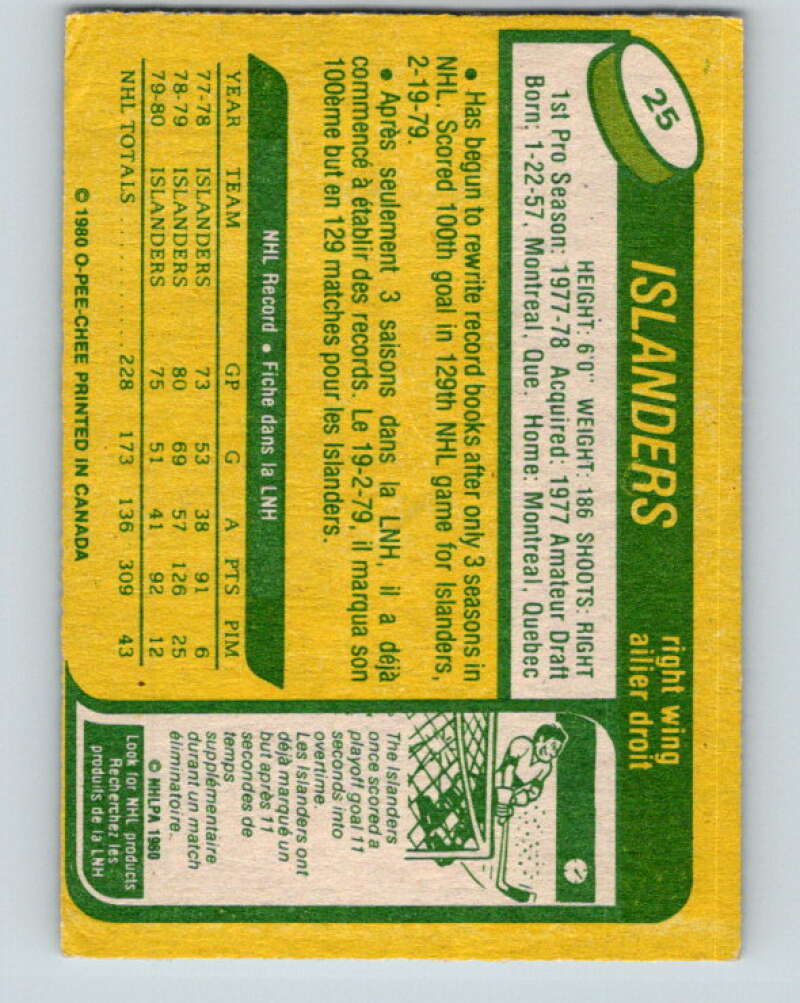 25
ISLANDERS
right wing
ailier droit
HEIGHT: 6'0" WEIGHT: 186 SHOOTS: RIGHT
1st Pro Season: 1977-78 Acquired: 1977 Amateur Draft
Born: 1-22-57, Montreal, Que. Home: Montreal, Quebec
• Has begun to rewrite record books after only 3 seasons in
NHL. Scored 100th goal in 129th NHL game for Islanders,
2-19-79.
• Après seulement 3 saisons dans la LNH, il a déjà
commencé à établir des records. Le 19-2-79, il marqua son
100ème but en 129 matches pour les Islanders.
NHL Record • Fiche dans la LNH
YEAR TEAM GP G A PTS PIM
77-78 ISLANDERS 73 53 38 91 6
78-79 ISLANDERS 80 69 57 126 25
79-80 ISLANDERS 75 51 41 92 12
NHL TOTALS 228 173 136 309 43
© 1980 O-PEE-CHEE PRINTED IN CANADA
The Islanders
once scored a
playoff goal 11
seconds into
overtime.
Les Islanders ont
déjà marqué un
but après 11
secondes de
temps
supplémentaire
durant un match
éliminatoire.
© NHLPA 1980
Look for NHL products
Recherchez les
produits de la LNH